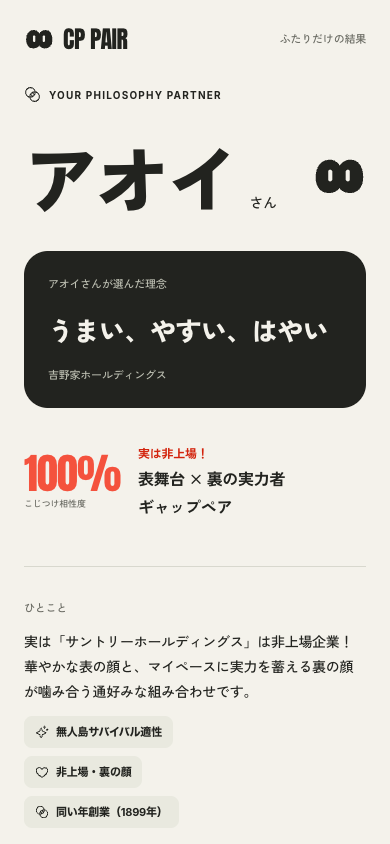 CP PAIR
ふたりだけの結果
YOUR PHILOSOPHY PARTNER
アオイ さん
アオイさんが選んだ理念
うまい、やすい、はやい
吉野家ホールディングス
100%
こじつけ相性度
実は非上場！
表舞台 × 裏の実力者
ギャップペア
ひとこと
実は「サントリーホールディングス」は非上場企業！
華やかな表の顔と、マイペースに実力を蓄える裏の顔
が噛み合う通好みな組み合わせです。
無人島サバイバル適性
非上場・裏の顔
同い年創業（1899年）